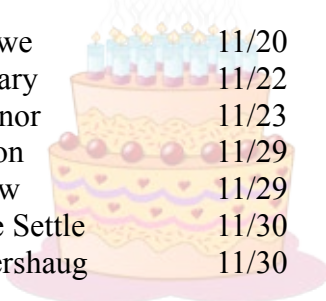 we 11/20
ary 11/22
nor 11/23
on 11/29
w 11/29
e Settle 11/30
ershaug 11/30